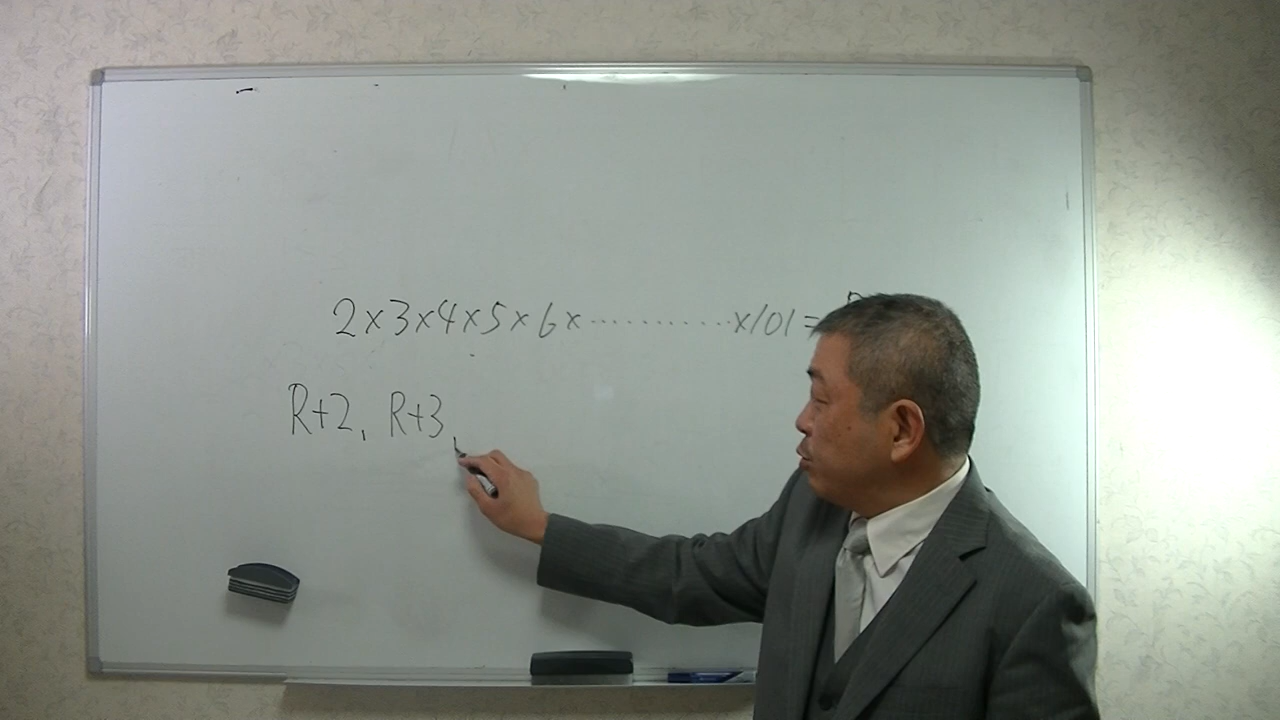 2×3×4×5×6×...........×101=
R+2, R+3,